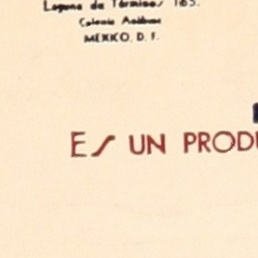 Laguna de Términos 185.
Colonia Anáhuac
MEXICO, D. F.
ES UN PRODU